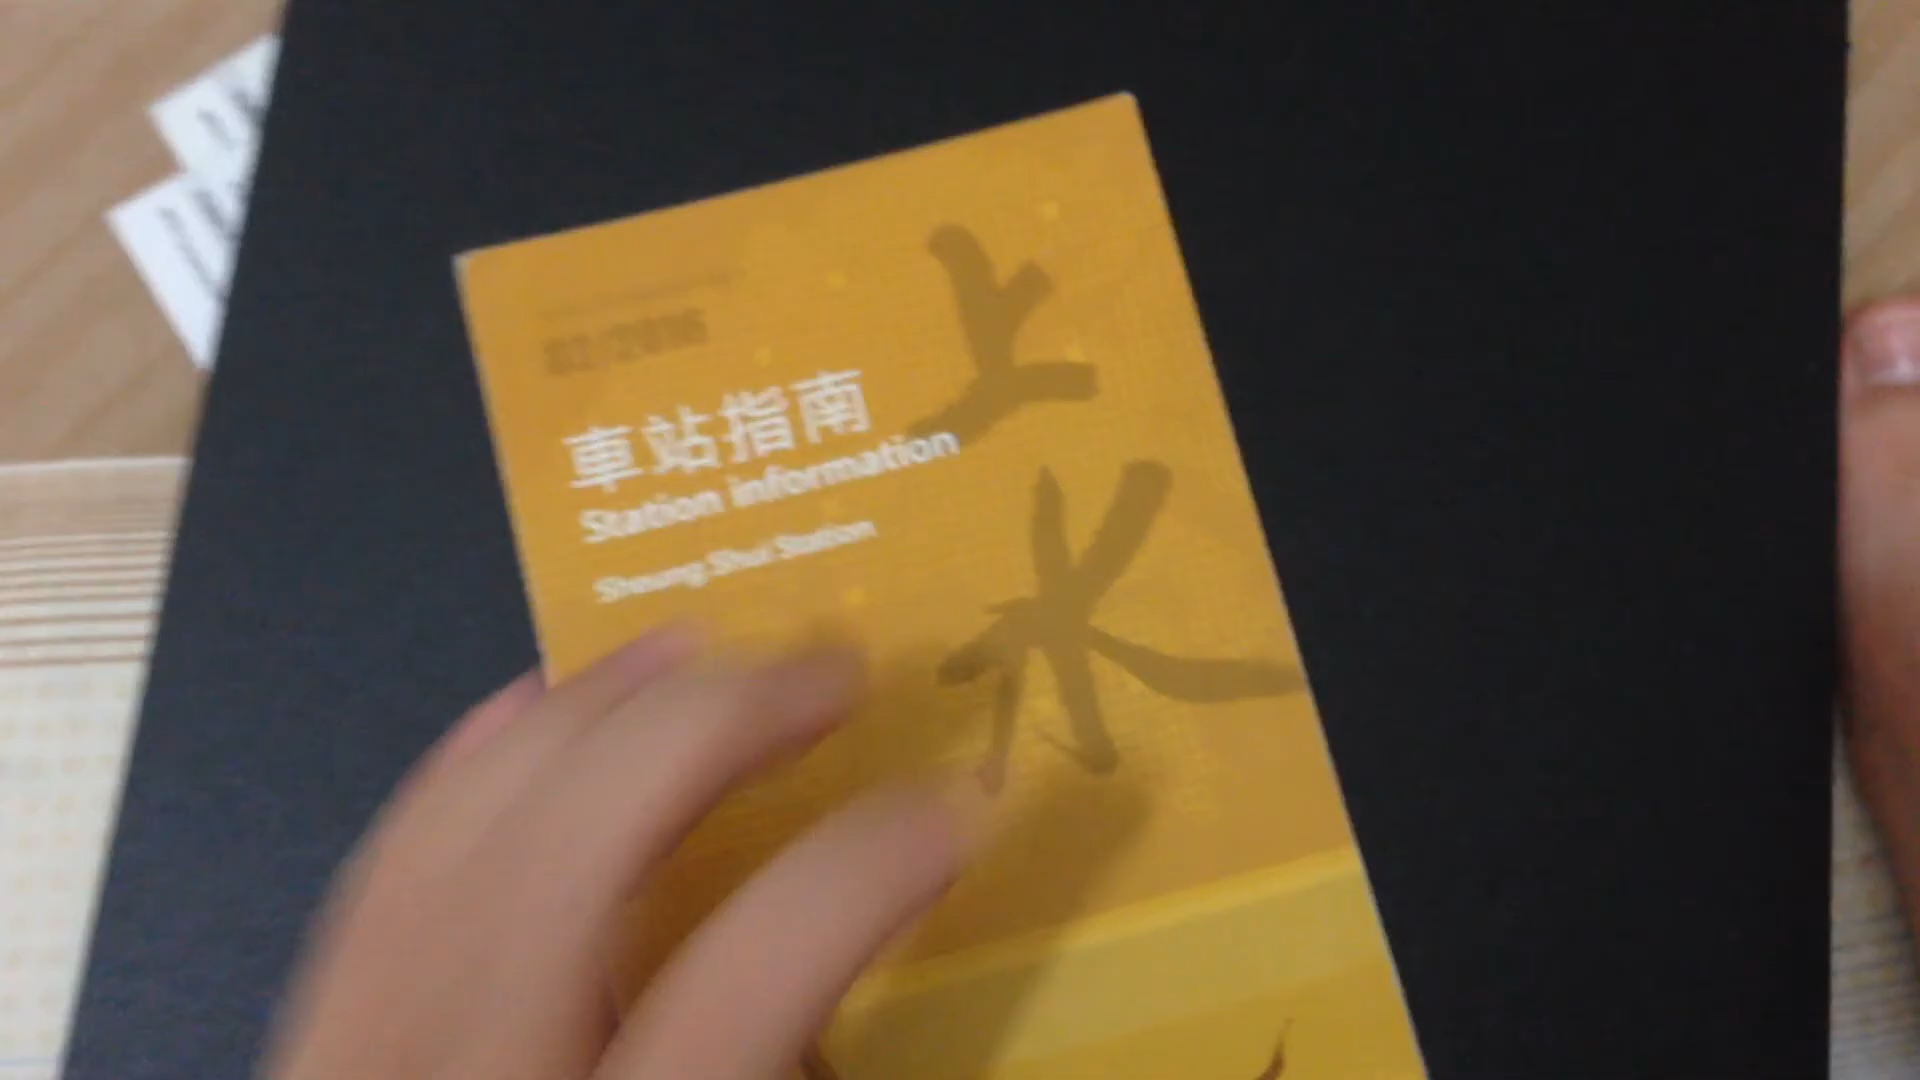 車站指南
Station information
Sheung Shui Station
上水